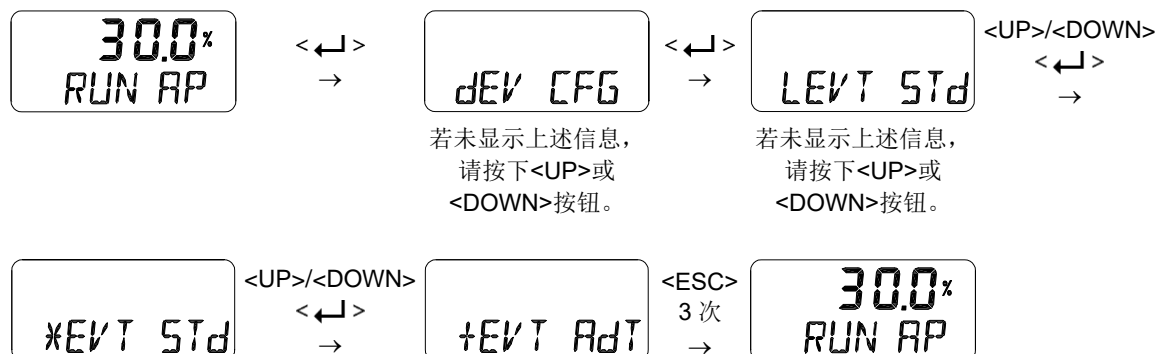 30.0%
RUN AP
<↵>
→
dEV CFG
若未显示上述信息，
请按下<UP>或
<DOWN>按钮。
<↵>
→
LEVT STd
若未显示上述信息，
请按下<UP>或
<DOWN>按钮。
<UP>/<DOWN>
<↵>
→
*EVT STd
<UP>/<DOWN>
<↵>
→
+EVT AdT
<ESC>
3 次
→
30.0%
RUN AP